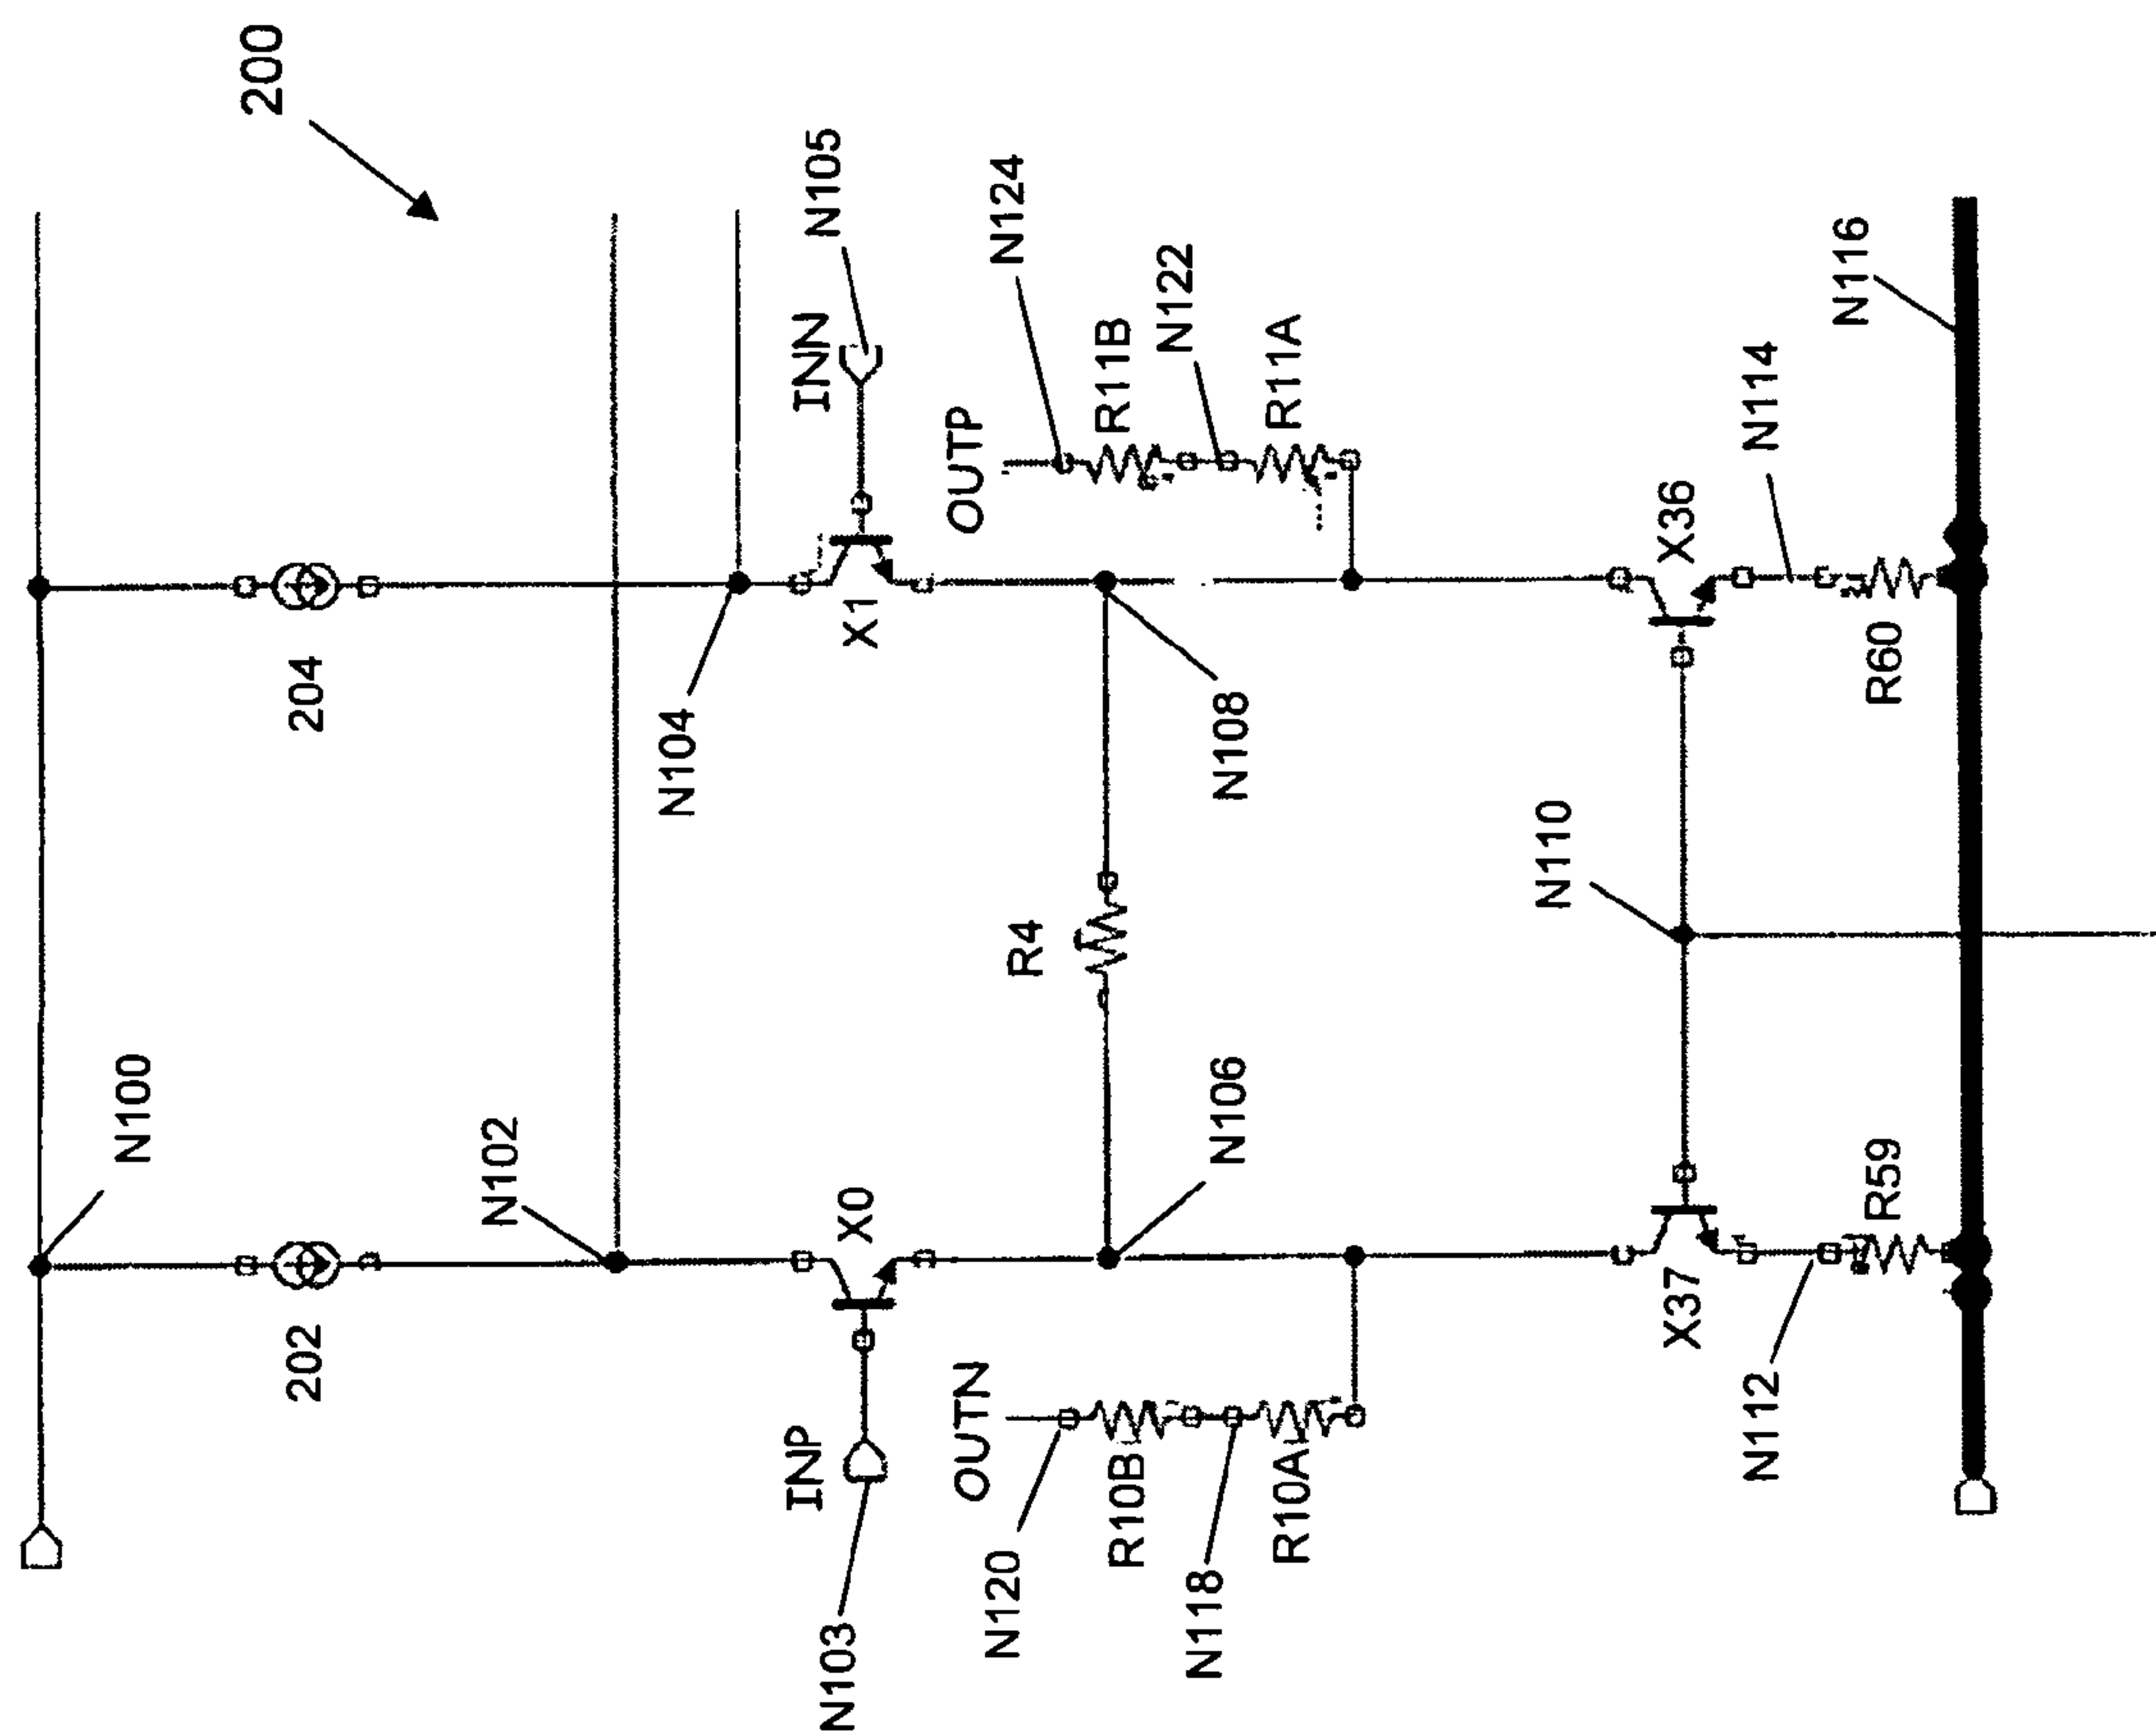 200
N100
202
204
N102
N104
INP
N103
X0
X1
INN
N105
OUTN
N120
R10B
N118
R10A
R4
N106
N108
OUTP
N124
R11B
N122
R11A
N110
X37
X36
N112
R59
R60
N114
N116